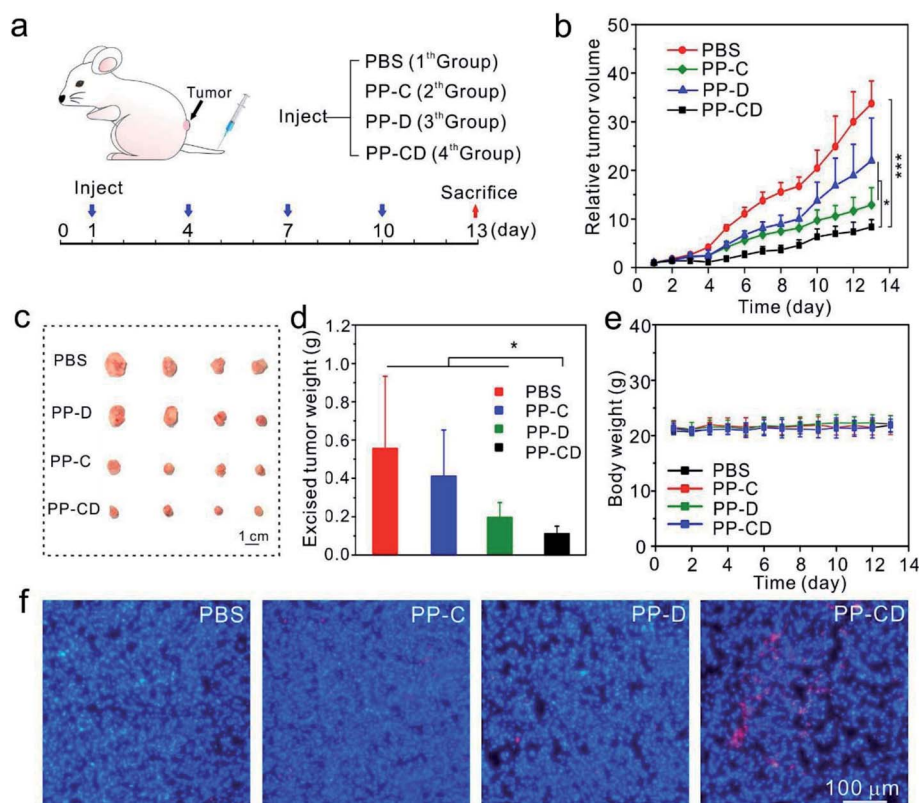 a
Tumor
Inject
PBS (1thGroup)
PP-C (2thGroup)
PP-D (3thGroup)
PP-CD (4thGroup)
Inject
Sacrifice
0 1 4 7 10 13 (day)
b
Relative tumor volume
50
40
30
20
10
0
PBS
PP-C
PP-D
PP-CD
***
*
0 2 4 6 8 10 12 14
Time (day)
c
PBS
PP-D
PP-C
PP-CD
1 cm
d
Excised tumor weight (g)
1.2
1.0
0.8
0.6
0.4
0.2
0.0
*
PBS
PP-C
PP-D
PP-CD
e
Body weight (g)
40
30
20
10
0
PBS
PP-C
PP-D
PP-CD
0 2 4 6 8 10 12 14
Time (day)
f
PBS
PP-C
PP-D
PP-CD
100 μm